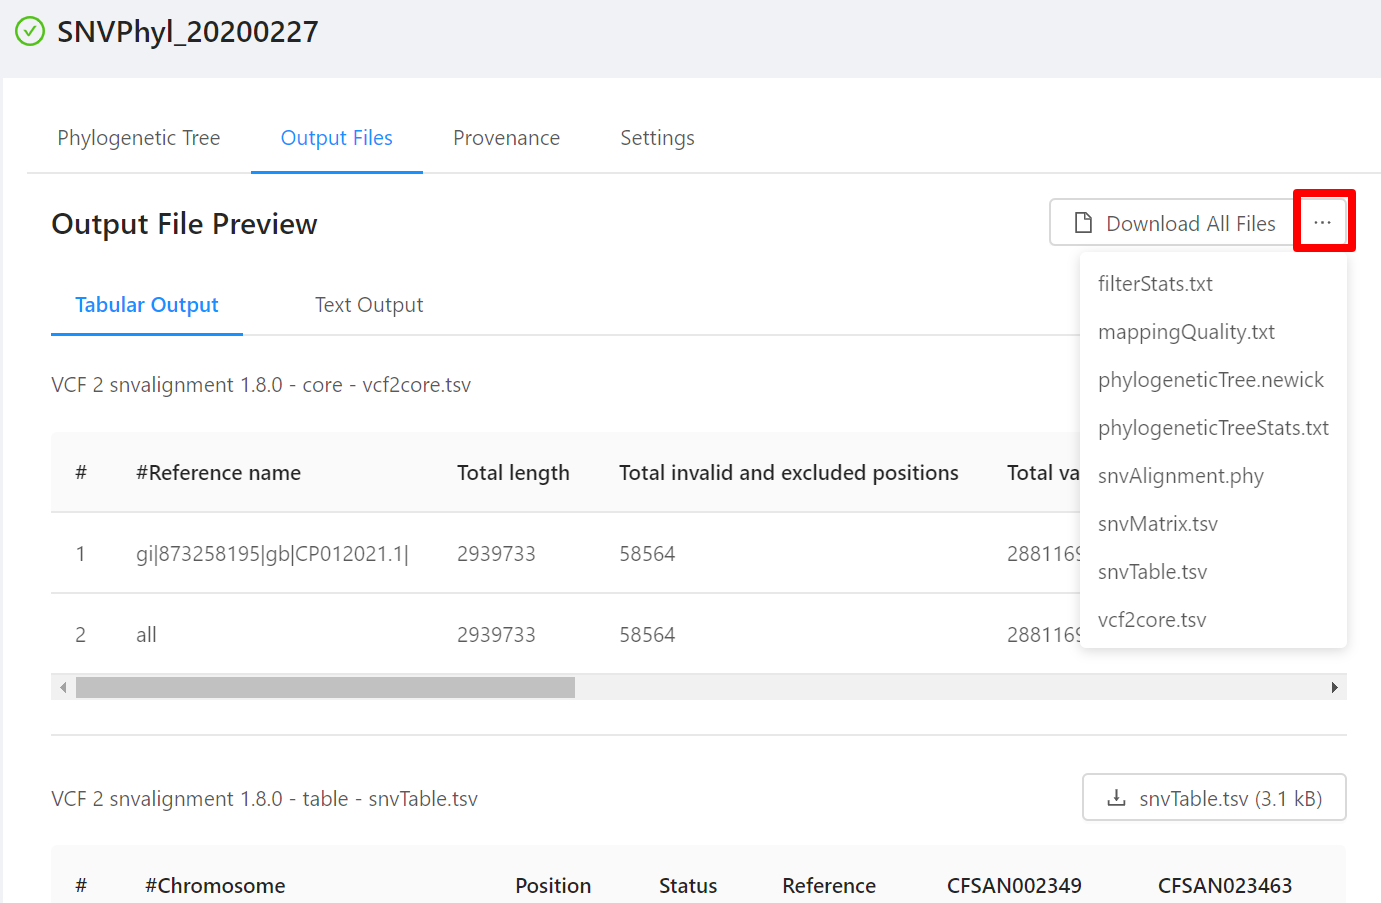 SNVPhyl_20200227
Phylogenetic Tree Output Files Provenance Settings
Output File Preview
Download All Files ...
filterStats.txt
mappingQuality.txt
phylogeneticTree.newick
phylogeneticTreeStats.txt
snvAlignment.phy
snvMatrix.tsv
snvTable.tsv
vcf2core.tsv
Tabular Output Text Output
VCF 2 snvalignment 1.8.0 - core - vcf2core.tsv
# #Reference name Total length Total invalid and excluded positions Total va
1 gi|873258195|gb|CP012021.1| 2939733 58564 2881169
2 all 2939733 58564 2881169
VCF 2 snvalignment 1.8.0 - table - snvTable.tsv
snvTable.tsv (3.1 kB)
# #Chromosome Position Status Reference CFSAN002349 CFSAN023463